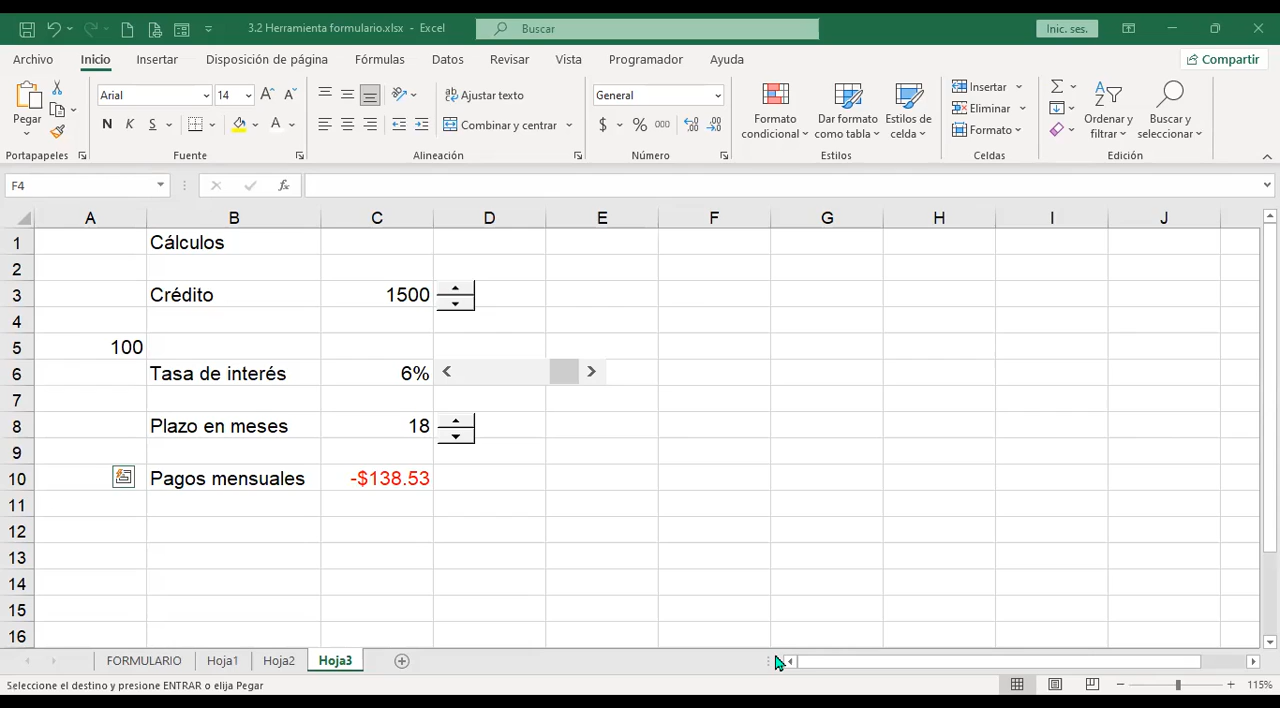 3.2 Herramienta formulario.xlsx - Excel
Buscar
Inic. ses.
Archivo Inicio Insertar Disposición de página Fórmulas Datos Revisar Vista Programador Ayuda Compartir
Pegar
Arial 14
N K S A
Ajustar texto
Combinar y centrar
General
$ % 000
Formato condicional
Dar formato como tabla
Estilos de celda
Insertar
Eliminar
Formato
Ordenar y filtrar
Buscar y seleccionar
Portapapeles Fuente Alineación Número Estilos Celdas Edición
F4 fx
A B C D E F G H I J
1 Cálculos
2
3 Crédito 1500
4
5 100
6 Tasa de interés 6%
7
8 Plazo en meses 18
9
10 Pagos mensuales -$138.53
11
12
13
14
15
16
FORMULARIO Hoja1 Hoja2 Hoja3
Seleccione el destino y presione ENTRAR o elija Pegar 115%